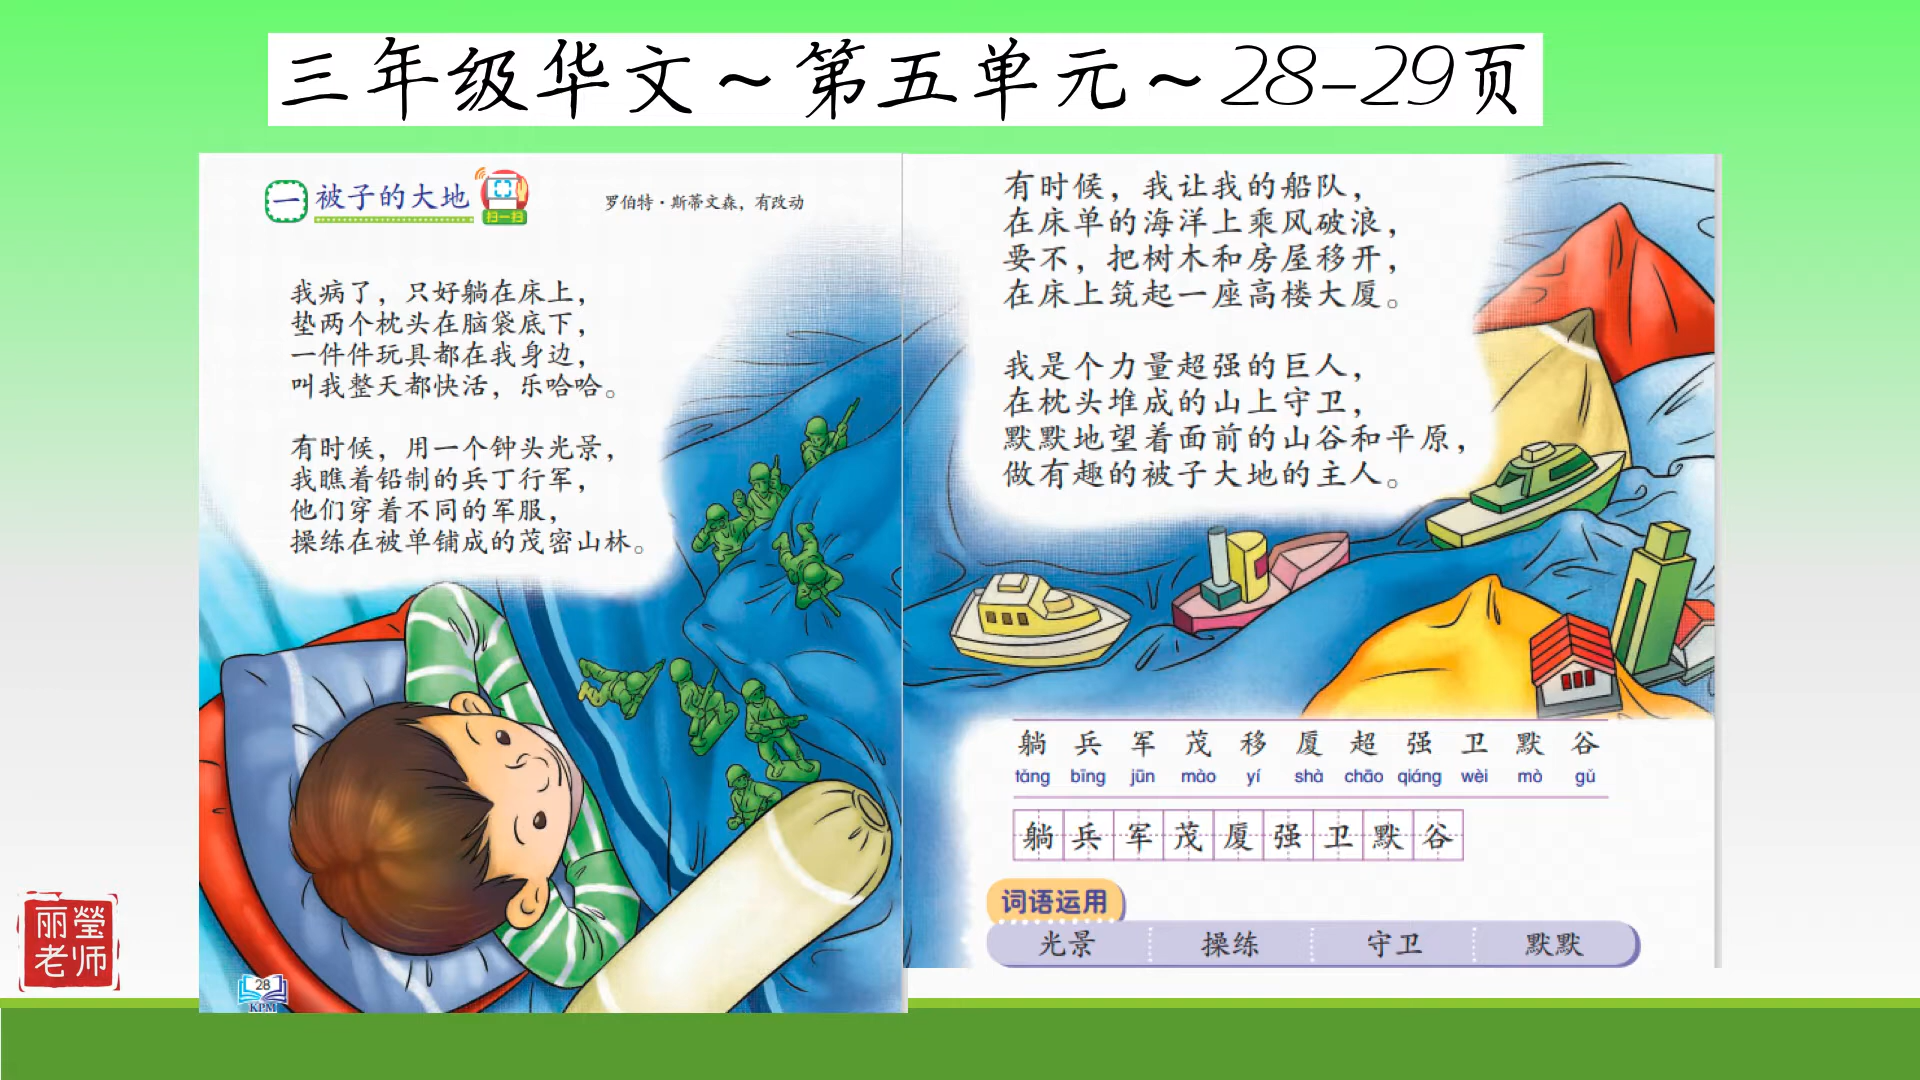 三年级华文～第五单元～28-29页
一 被子的大地
扫一扫
罗伯特·斯蒂文森，有改动
我病了，只好躺在床上，
垫两个枕头在脑袋底下，
一件件玩具都在我身边，
叫我整天都快活，乐哈哈。
有时候，用一个钟头光景，
我瞧着铅制的兵丁行军，
他们穿着不同的军服，
操练在被单铺成的茂密山林。
28
KPM
有时候，我让我的船队，
在床单的海洋上乘风破浪，
要不，把树木和房屋移开，
在床上筑起一座高楼大厦。
我是个力量超强的巨人，
在枕头堆成的山上守卫，
默默地望着面前的山谷和平原，
做有趣的被子大地的主人。
躺 兵 军 茂 移 厦 超 强 卫 默 谷
tǎng bīng jūn mào yí shà chāo qiáng wèi mò gǔ
躺 兵 军 茂 厦 强 卫 默 谷
词语运用
光景 操练 守卫 默默
丽瑩
老师